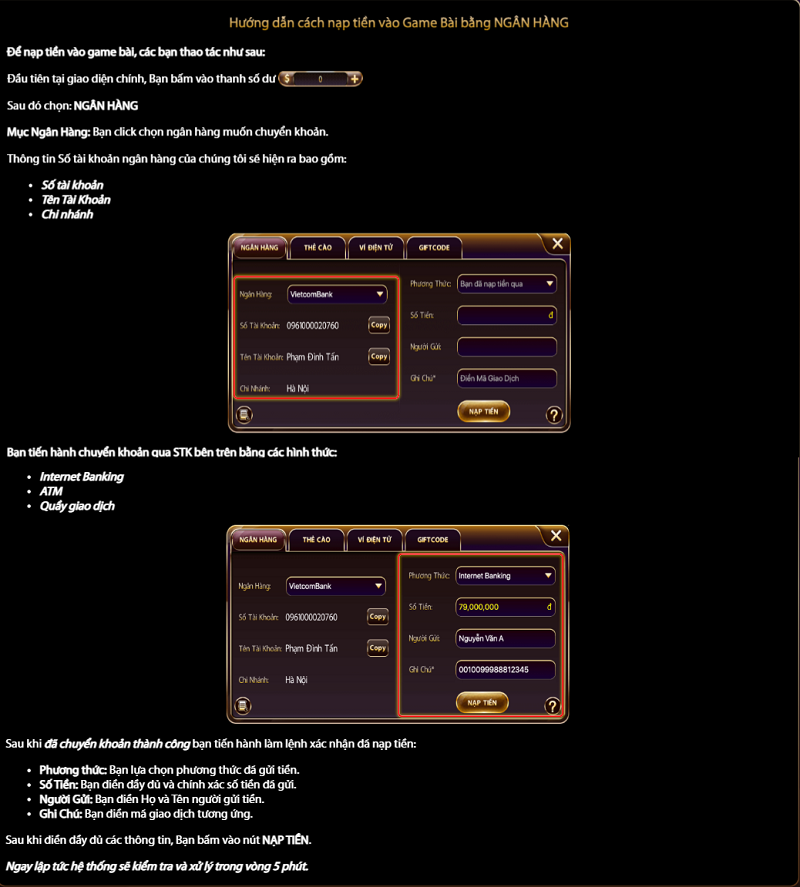 Hướng dẫn cách nạp tiền vào Game Bài bằng NGÂN HÀNG
Để nạp tiền vào game bài, các bạn thao tác như sau:
Đầu tiên tại giao diện chính, Bạn bấm vào thanh số dư $ 0 +
Sau đó chọn: NGÂN HÀNG
Mục Ngân Hàng: Bạn click chọn ngân hàng muốn chuyển khoản.
Thông tin Số tài khoản ngân hàng của chúng tôi sẽ hiện ra bao gồm:
• Số tài khoản
• Tên Tài Khoản
• Chi nhánh
NGÂN HÀNG THẺ CÀO VÍ ĐIỆN TỬ GIFTCODE X
Ngân Hàng: VietcomBank
Số Tài Khoản: 0961000020760 Copy
Tên Tài Khoản: Phạm Đình Tấn Copy
Chi Nhánh: Hà Nội
Phương Thức: Bạn đã nạp tiền qua
Số Tiền: đ
Người Gửi:
Ghi Chú* Điền Mã Giao Dịch
NẠP TIỀN ?
Bạn tiến hành chuyển khoản qua STK bên trên bằng các hình thức:
• Internet Banking
• ATM
• Quầy giao dịch
NGÂN HÀNG THẺ CÀO VÍ ĐIỆN TỬ GIFTCODE X
Ngân Hàng: VietcomBank
Số Tài Khoản: 0961000020760 Copy
Tên Tài Khoản: Phạm Đình Tấn Copy
Chi Nhánh: Hà Nội
Phương Thức: Internet Banking
Số Tiền: 79,000,000 đ
Người Gửi: Nguyễn Văn A
Ghi Chú* 0010099988812345
NẠP TIỀN ?
Sau khi đã chuyển khoản thành công bạn tiến hành làm lệnh xác nhận đã nạp tiền:
• Phương thức: Bạn lựa chọn phương thức đã gửi tiền.
• Số Tiền: Bạn điền đầy đủ và chính xác số tiền đã gửi.
• Người Gửi: Bạn điền Họ và Tên người gửi tiền.
• Ghi Chú: Bạn điền mã giao dịch tương ứng.
Sau khi điền đầy đủ các thông tin, Bạn bấm vào nút NẠP TIỀN.
Ngay lập tức hệ thống sẽ kiểm tra và xử lý trong vòng 5 phút.